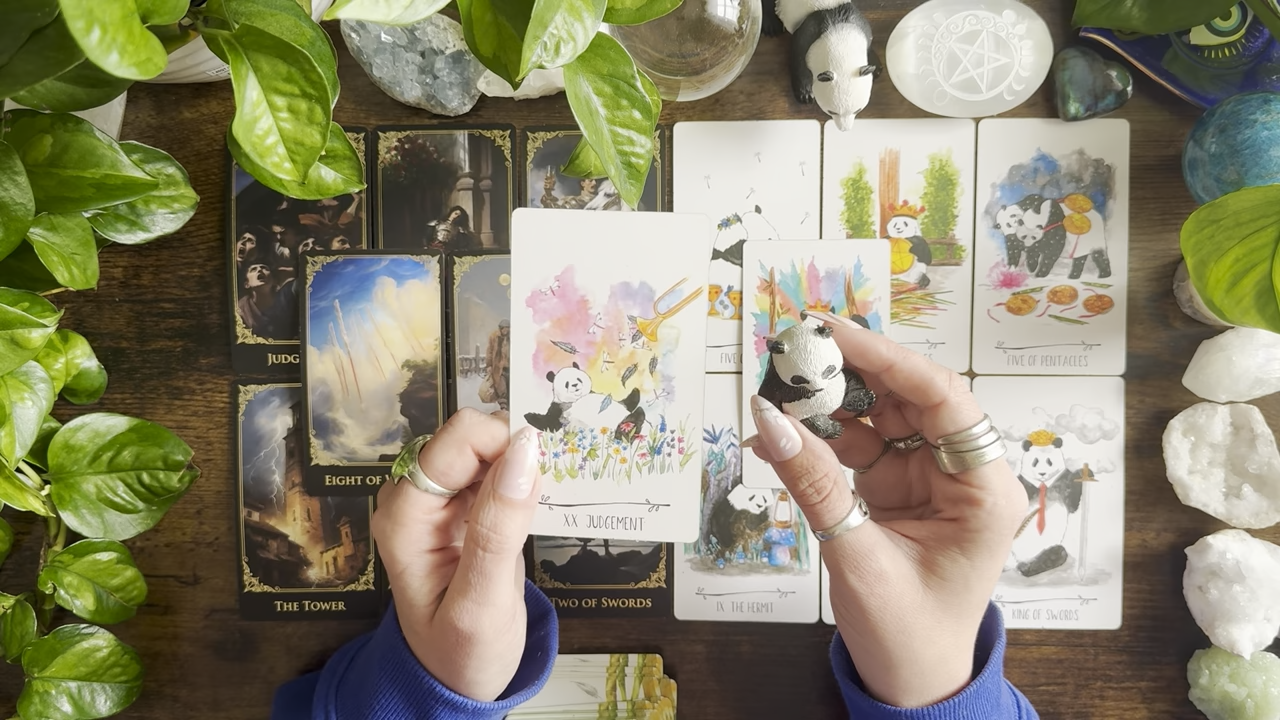 JUDG
EIGHT OF
THE TOWER
TWO OF SWORDS
XX JUDGEMENT
FIVE
FIVE OF PENTACLES
IX THE HERMIT
KING OF SWORDS